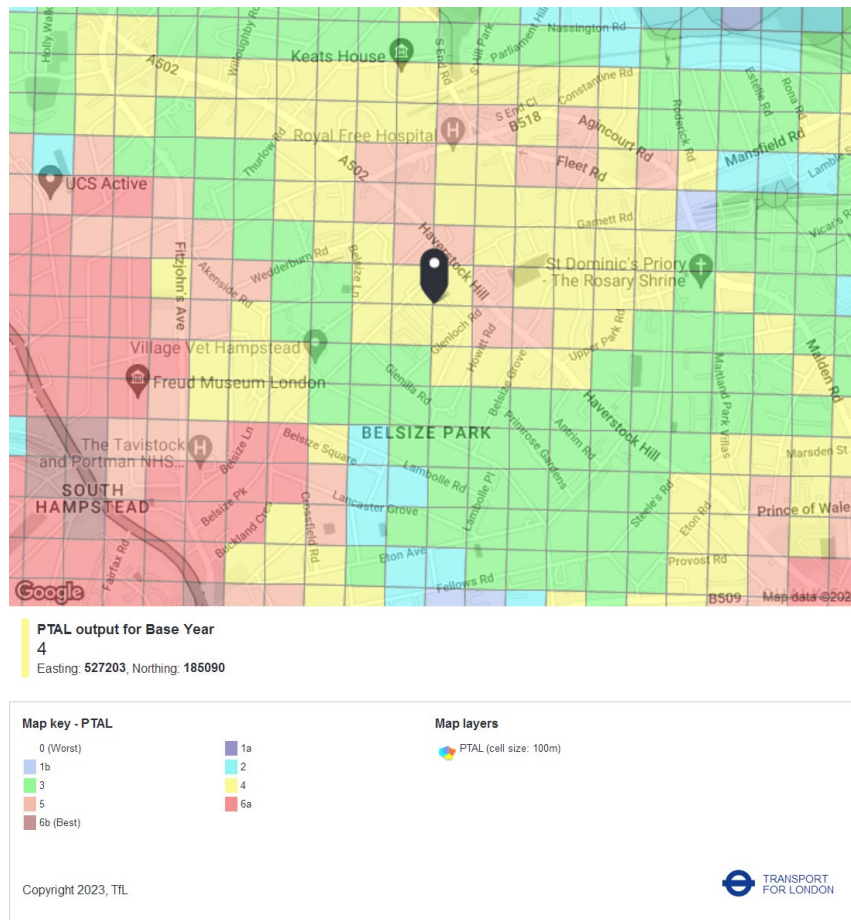 Holly Walk
A502
Willoughby Rd
Keats House
S End Rd
S Hill Park
Parliament Hill
Nassington Rd
Constantine Rd
Estelle Rd
Rona Rd
Thurlow Rd
Royal Free Hospital
S End Cl
B518
Agincourt Rd
Roderick Rd
Mansfield Rd
UCS Active
A502
Fleet Rd
Lamble
Garnett Rd
Vicar's R
Fitzjohn's Ave
Akenside Rd
Wedderburn Rd
Belsize Ln
Haverstock Hill
St Dominic's Priory
- The Rosary Shrine
Village Vet Hampstead
Glenloch Rd
Howitt Rd
Upper Park Rd
Malden Rd
Freud Museum London
Glenilla Rd
Belsize Grove
Maitland Park Villas
BELSIZE PARK
Primrose Gardens
Antrim Rd
Haverstock Hill
The Tavistock
and Portman NHS...
Belsize Ln
Belsize Square
Marsden St
SOUTH
HAMPSTEAD
Belsize Pk
Lambolle Rd
Lambolle Pl
Lancaster Grove
Crossfield Rd
Buckland Cres
Steele's Rd
Eton Rd
Prince of Wale
Fairfax Rd
Eton Ave
Provost Rd
Fellows Rd
Google
B509
Map data ©202
PTAL output for Base Year
4
Easting: 527203, Northing: 185090
Map key - PTAL
Map layers
0 (Worst)
1a
PTAL (cell size: 100m)
1b
2
3
4
5
6a
6b (Best)
Copyright 2023, TfL
TRANSPORT
FOR LONDON